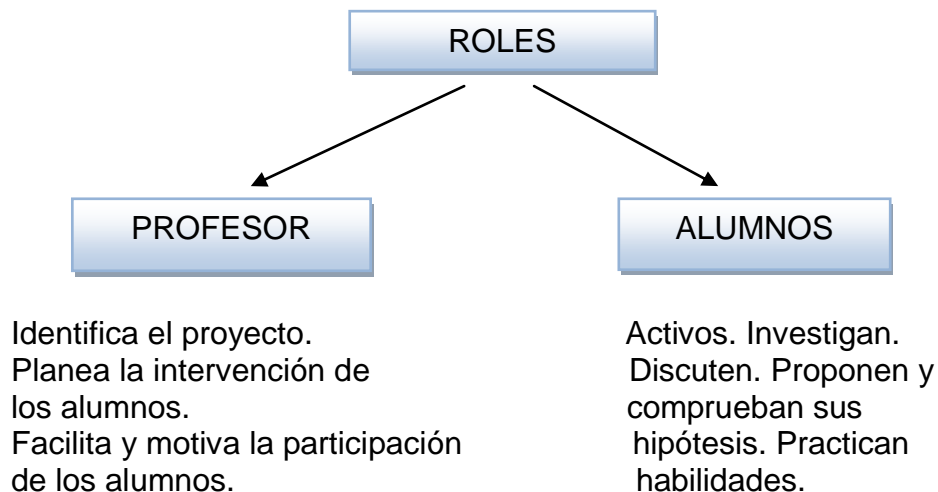 ROLES
PROFESOR
ALUMNOS
Identifica el proyecto.
Planea la intervención de
los alumnos.
Facilita y motiva la participación
de los alumnos.
Activos. Investigan.
Discuten. Proponen y
comprueban sus
hipótesis. Practican
habilidades.